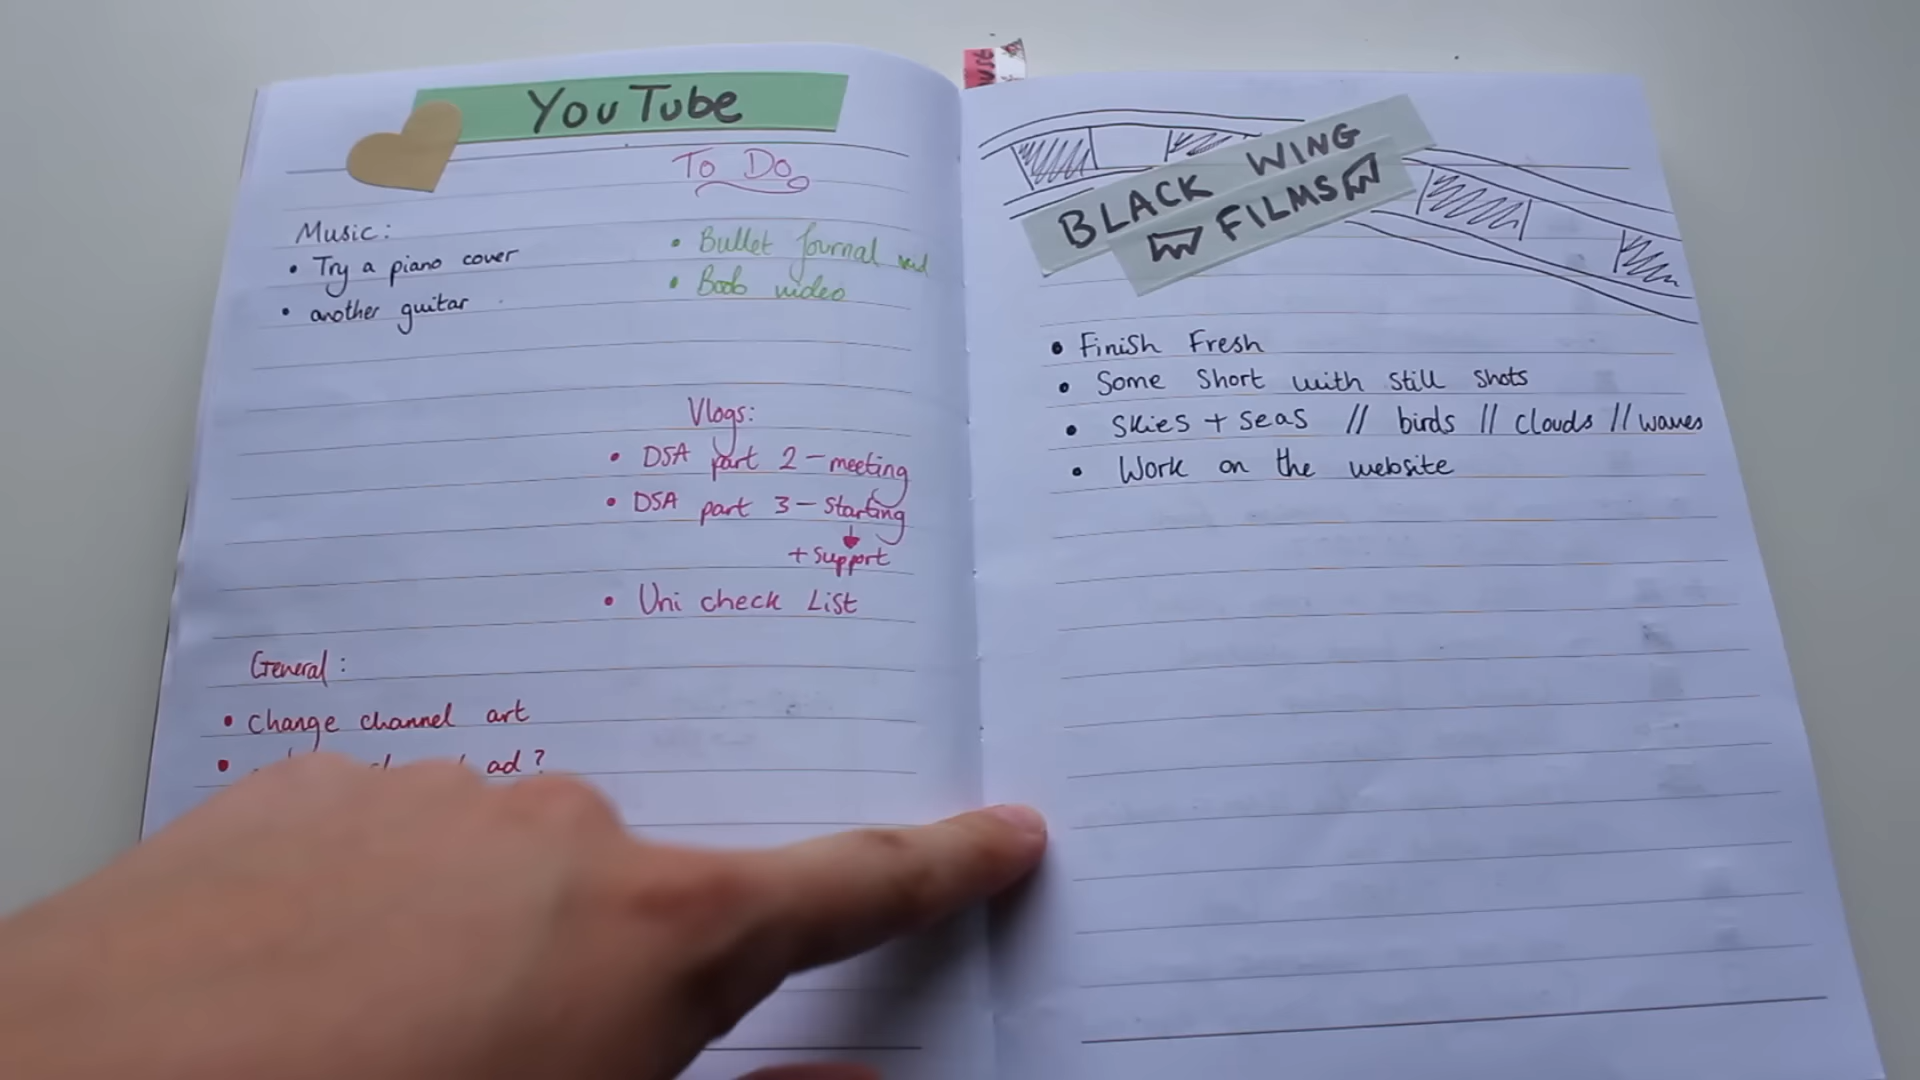 YouTube
To Do
Music:
• Try a piano cover
• another guitar
• Bullet Journal vid
• Boob video
Vlogs:
• DSA part 2 – meeting
• DSA part 3 – Starting
+ Support
• Uni check List
General:
• change channel art
• ad?
BLACK WING
FILMS
• Finish Fresh
• Some Short with still shots
• Skies + seas // birds // clouds // waves
• Work on the website